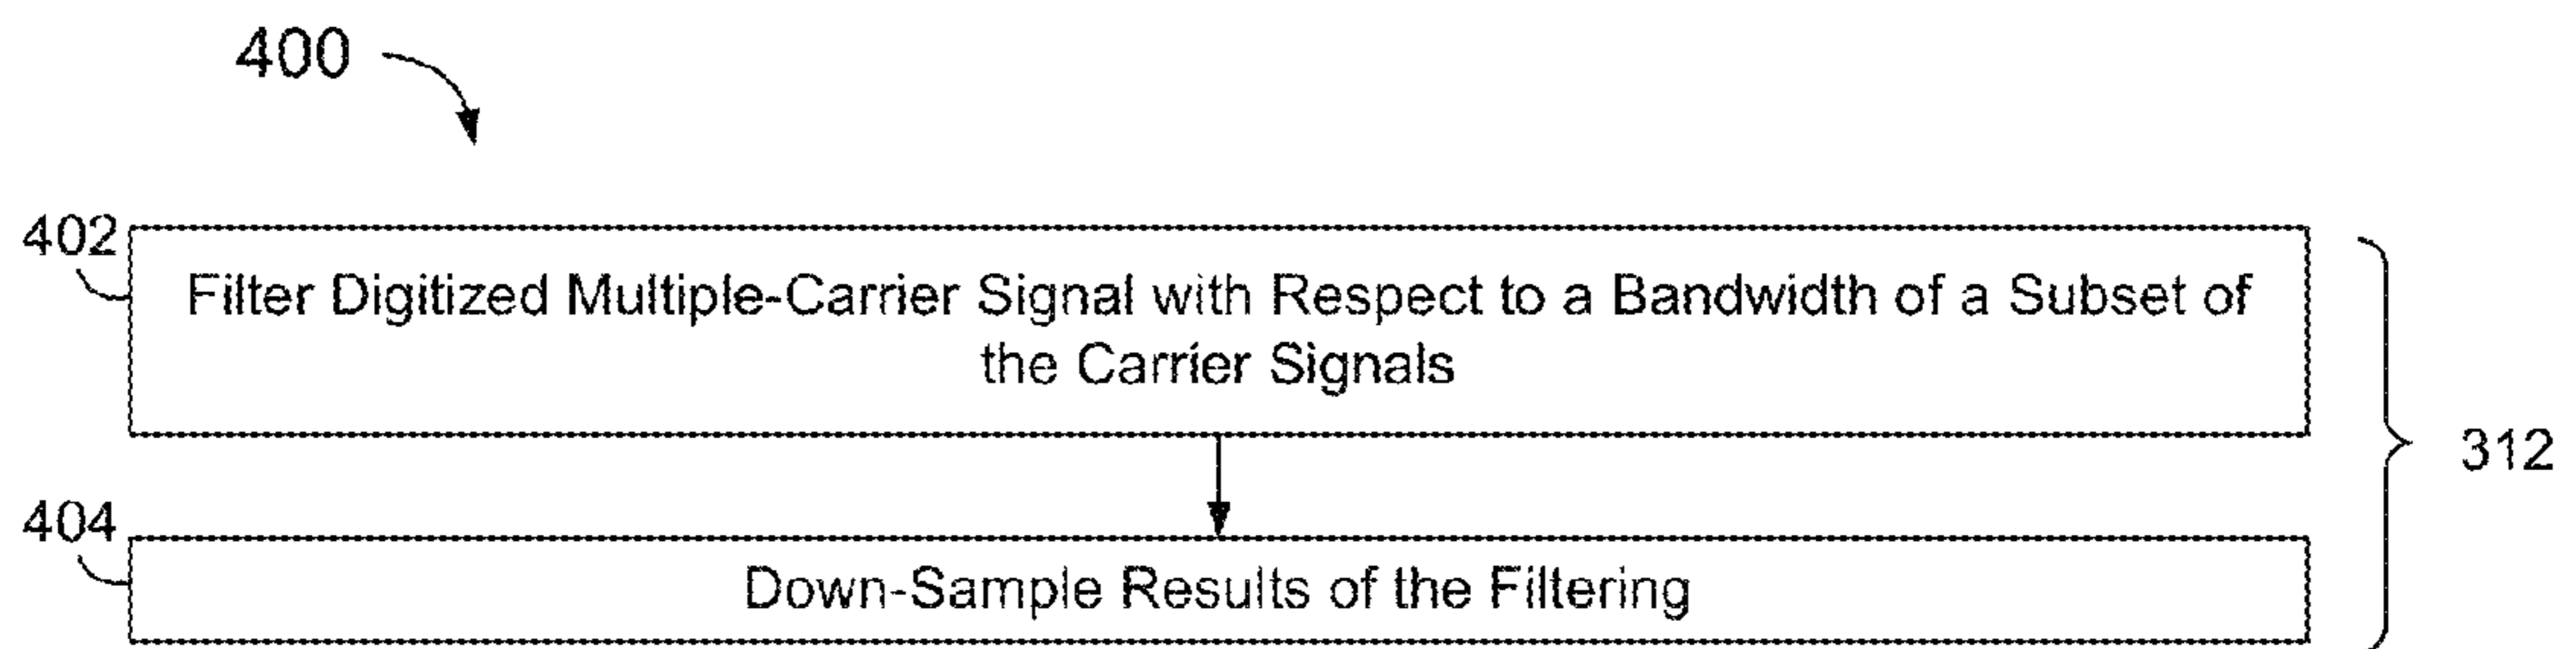 400
402
Filter Digitized Multiple-Carrier Signal with Respect to a Bandwidth of a Subset of
the Carrier Signals
312
404
Down-Sample Results of the Filtering